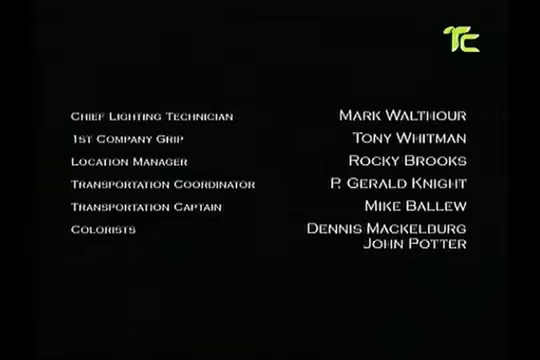 TC
Chief Lighting Technician Mark Walthour
1st Company Grip Tony Whitman
Location Manager Rocky Brooks
Transportation Coordinator P. Gerald Knight
Transportation Captain Mike Ballew
Colorists Dennis Mackelburg
John Potter